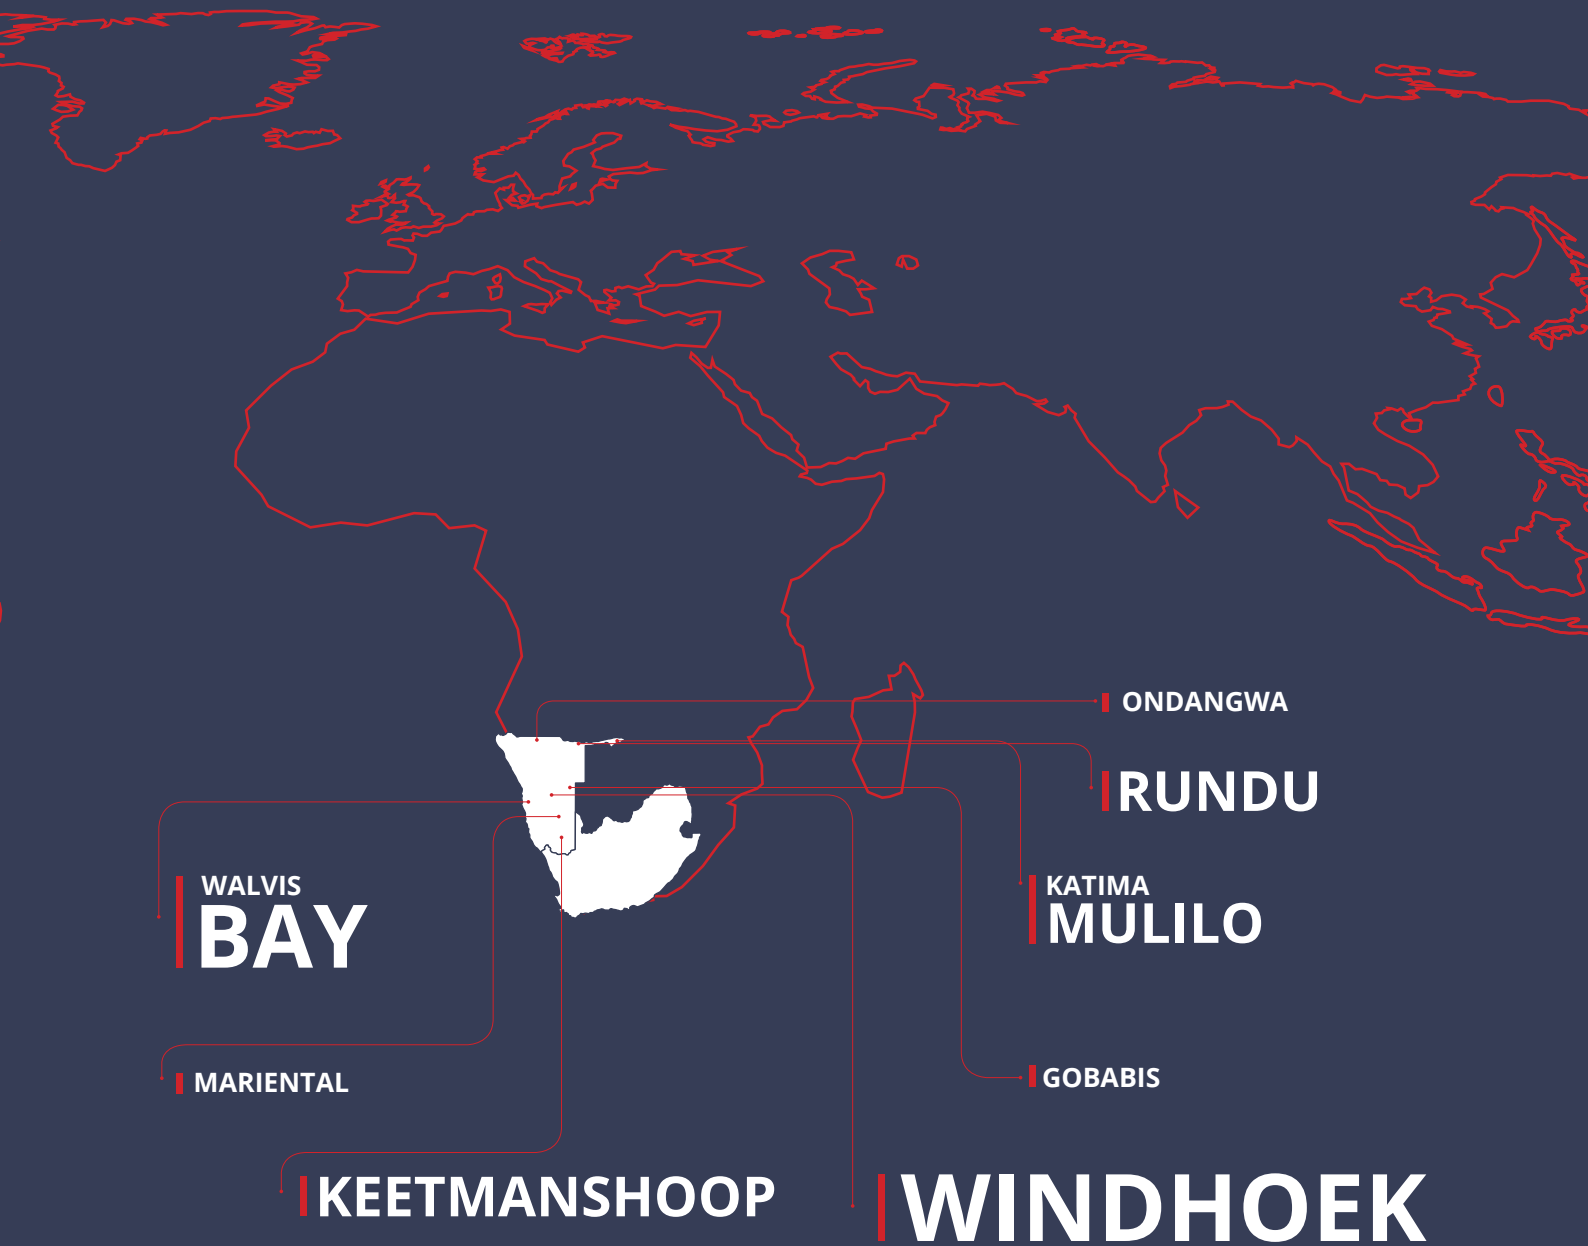 ONDANGWA
RUNDU
WALVIS
BAY
KATIMA
MULILO
MARIENTAL
GOBABIS
KEETMANSHOOP
WINDHOEK